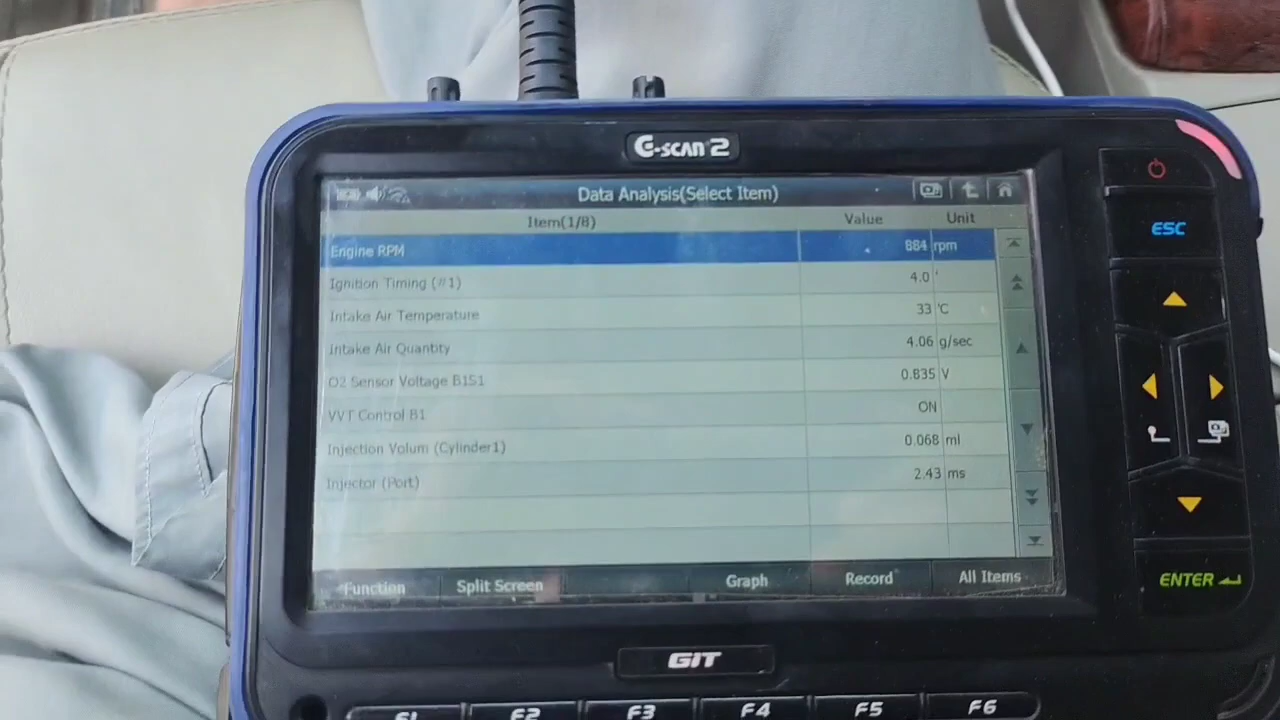 G-SCAN 2
Data Analysis(Select Item)
Item(1/8) Value Unit
Engine RPM 884 rpm
Ignition Timing (#1) 4.0 '
Intake Air Temperature 33 'C
Intake Air Quantity 4.06 g/sec
O2 Sensor Voltage B1S1 0.835 V
VVT Control B1 ON
Injection Volum (Cylinder1) 0.068 ml
Injector (Port) 2.43 ms
Function Split Screen Graph Record All Items
ESC
ENTER
GIT
F1 F2 F3 F4 F5 F6